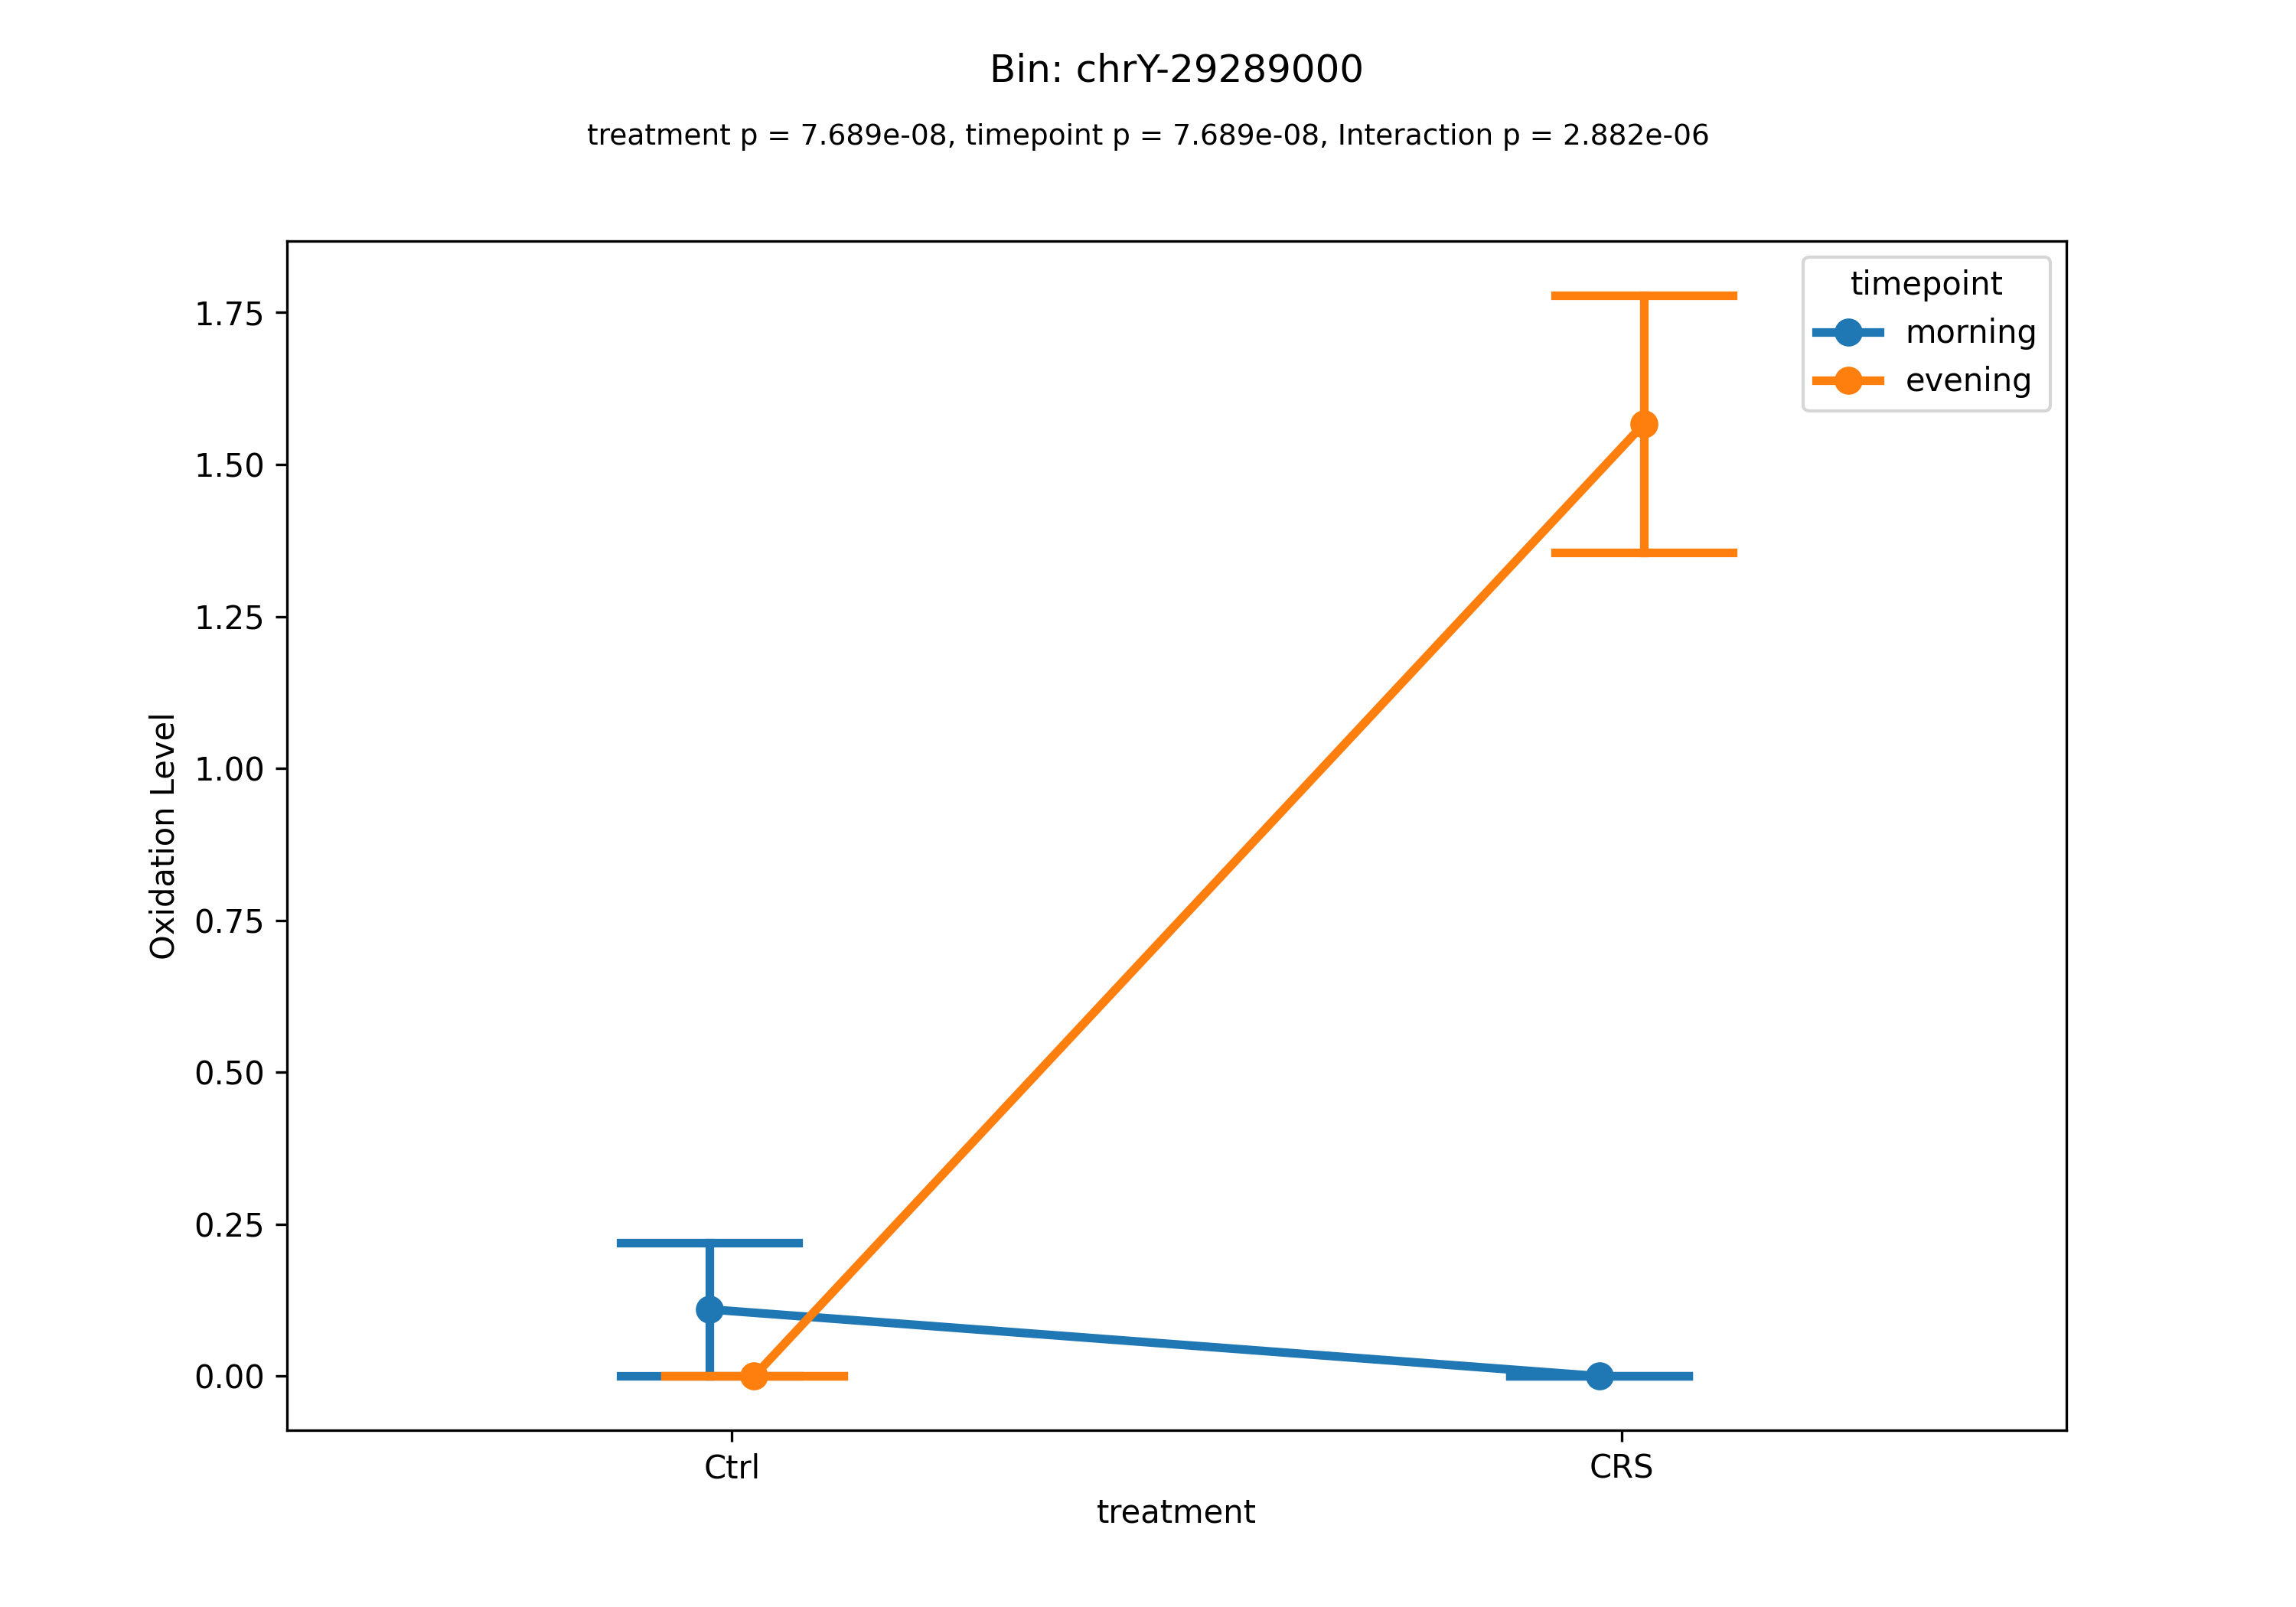 Bin: chrY-29289000
treatment p = 7.689e-08, timepoint p = 7.689e-08, Interaction p = 2.882e-06
timepoint
morning
evening
1.75
1.50
1.25
1.00
0.75
0.50
0.25
0.00
Oxidation Level
Ctrl
CRS
treatment